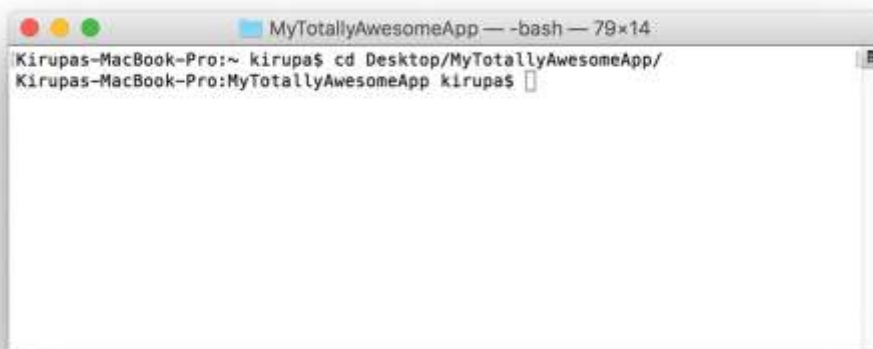 MyTotallyAwesomeApp — -bash — 79×14
Kirupas-MacBook-Pro:~ kirupa$ cd Desktop/MyTotallyAwesomeApp/
Kirupas-MacBook-Pro:MyTotallyAwesomeApp kirupa$